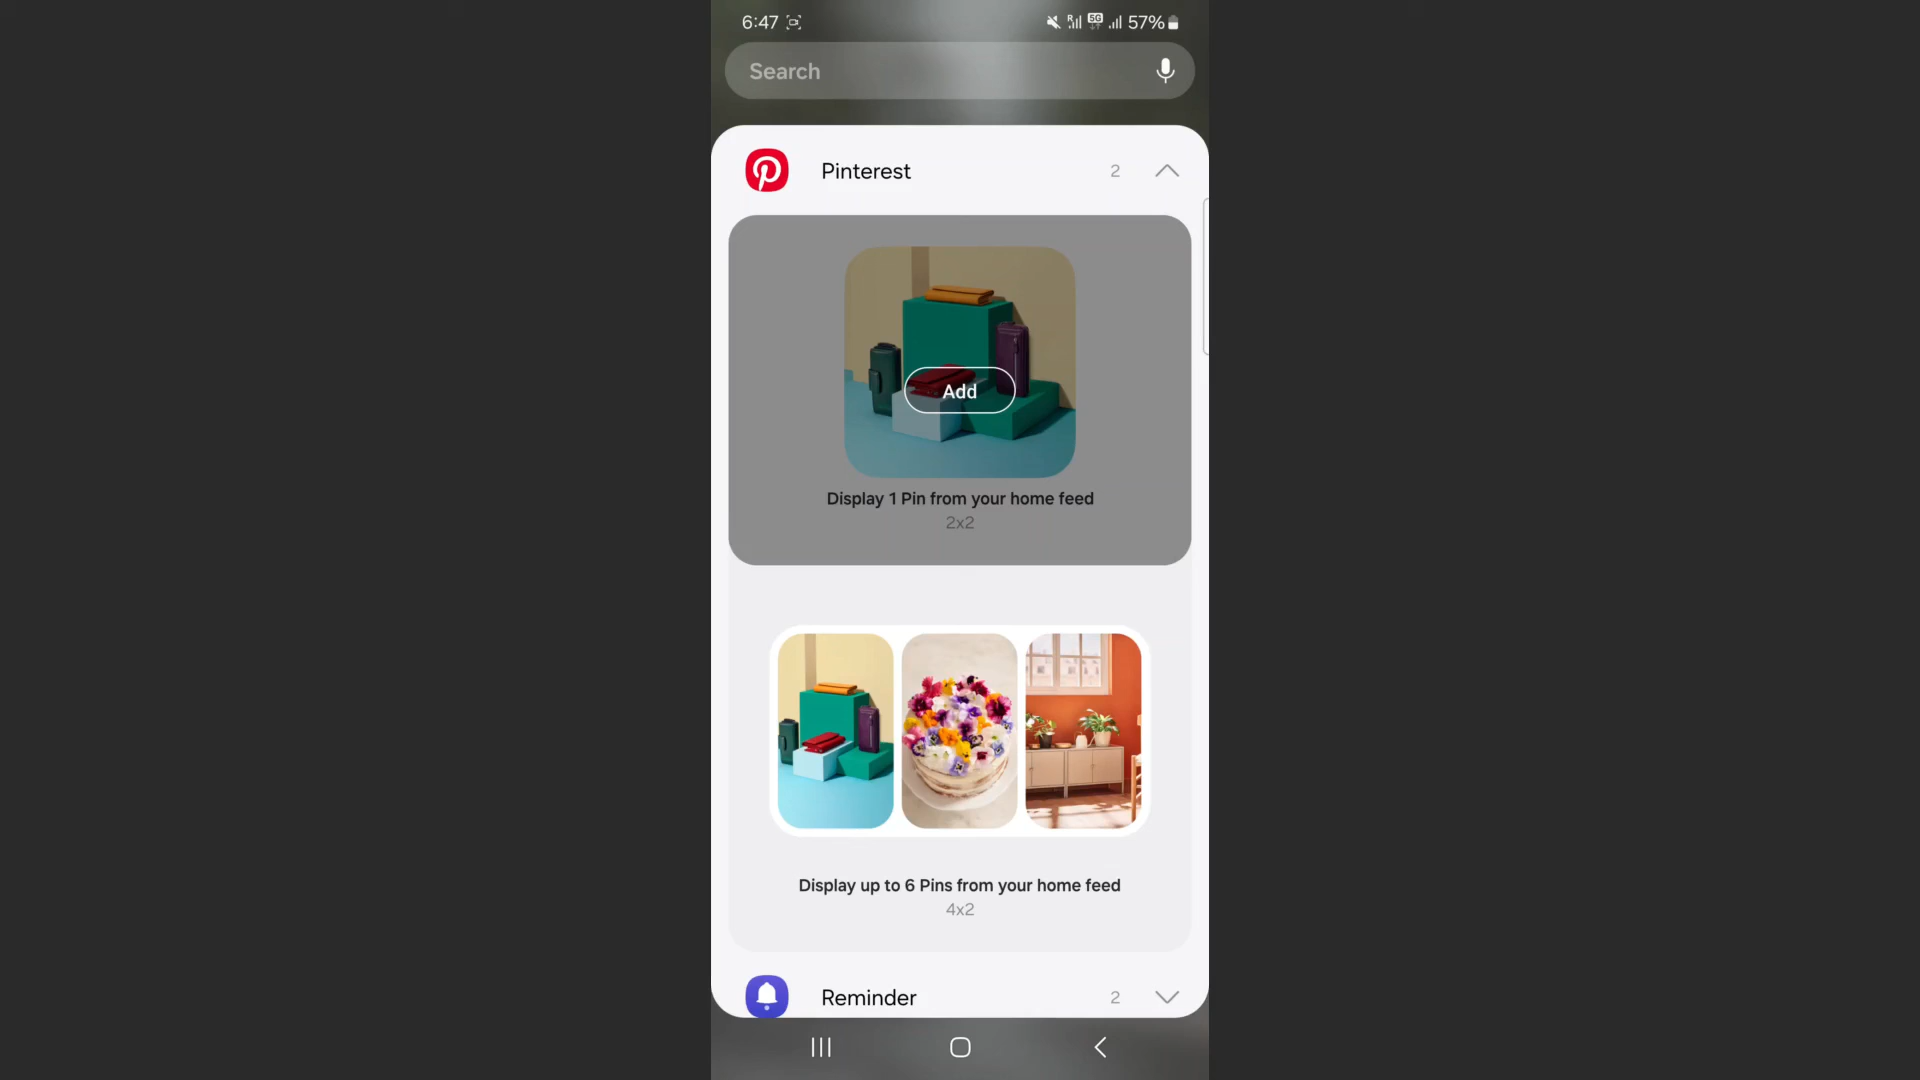 6:47
R 5G 57%
Search
Pinterest 2
Add
Display 1 Pin from your home feed
2x2
Display up to 6 Pins from your home feed
4x2
Reminder 2